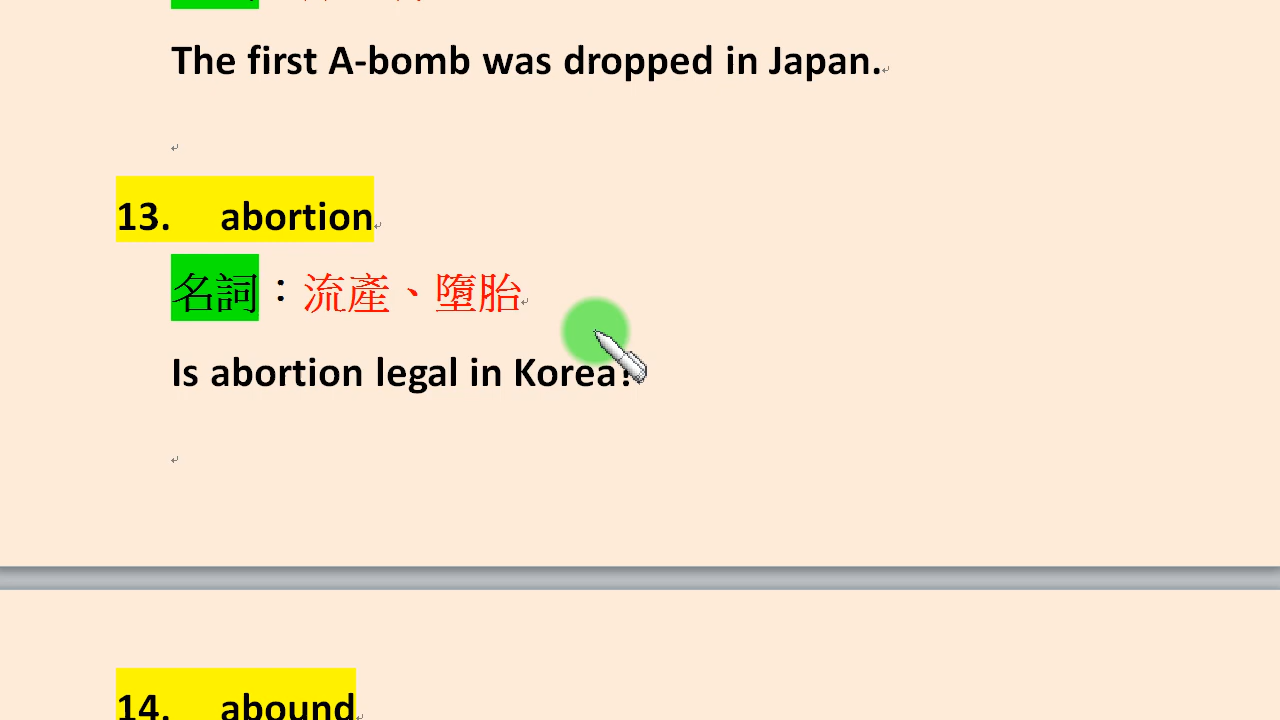 The first A-bomb was dropped in Japan.
13. abortion
名詞：流產、墮胎
Is abortion legal in Korea?
14. abound